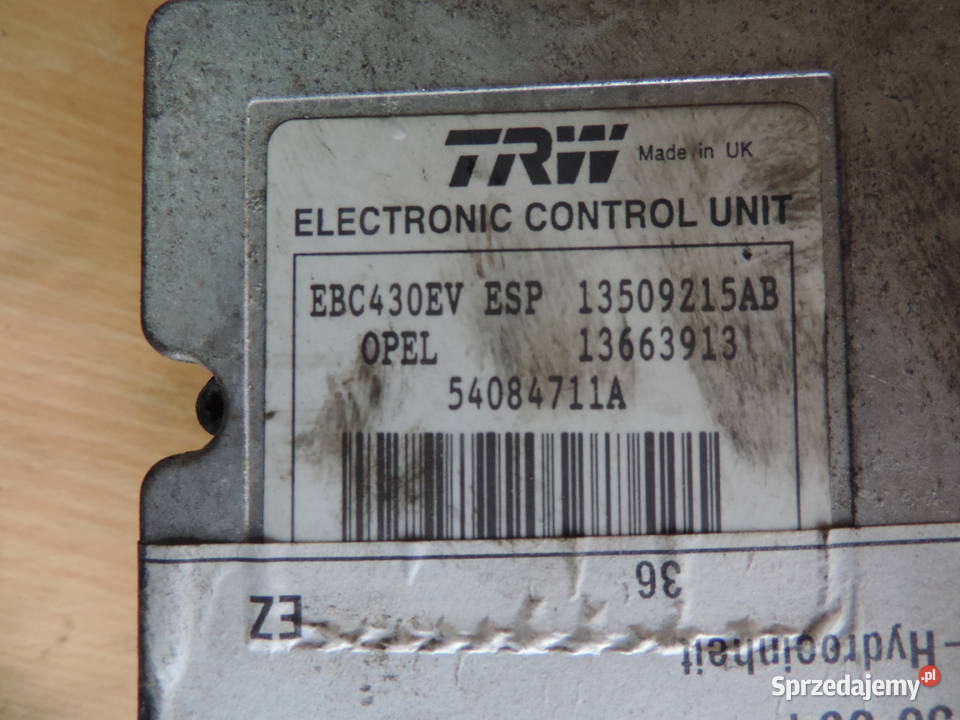 TRW Made in UK
ELECTRONIC CONTROL UNIT
EBC430EV ESP 13509215AB
OPEL 13663913
54084711A
36
EZ
-Hydroeinheit
Sprzedajemy.pl